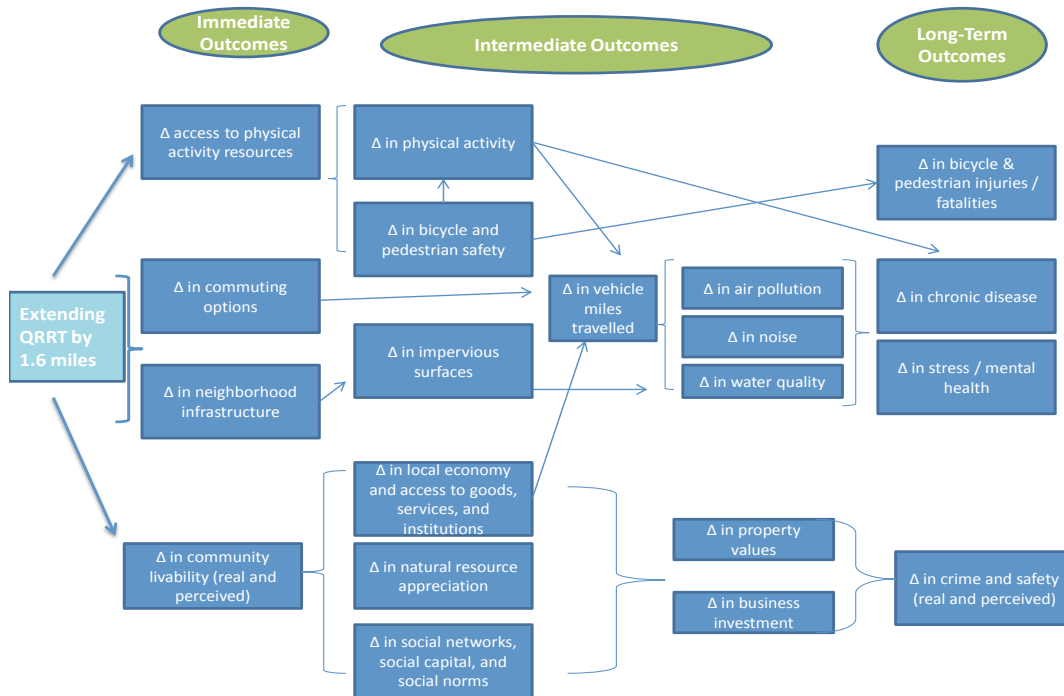 Immediate
Outcomes
Intermediate Outcomes
Long-Term
Outcomes
Δ access to physical
activity resources
Δ in physical activity
Δ in bicycle &
pedestrian injuries /
fatalities
Δ in bicycle and
pedestrian safety
Extending
QRRT by
1.6 miles
Δ in commuting
options
Δ in vehicle
miles
travelled
Δ in air pollution
Δ in noise
Δ in water quality
Δ in chronic disease
Δ in stress / mental
health
Δ in neighborhood
infrastructure
Δ in impervious
surfaces
Δ in community
livability (real and
perceived)
Δ in local economy
and access to goods,
services, and
institutions
Δ in natural resource
appreciation
Δ in social networks,
social capital, and
social norms
Δ in property
values
Δ in business
investment
Δ in crime and safety
(real and perceived)